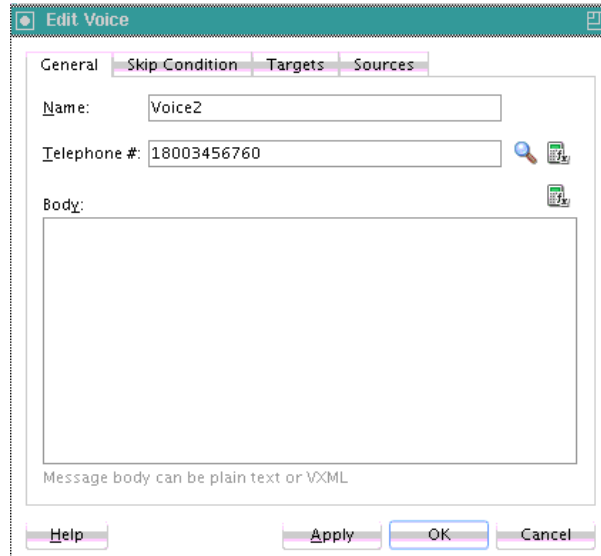 Edit Voice
General Skip Condition Targets Sources
Name: Voice2
Telephone #: 18003456760
Body:
Message body can be plain text or VXML
Help Apply OK Cancel